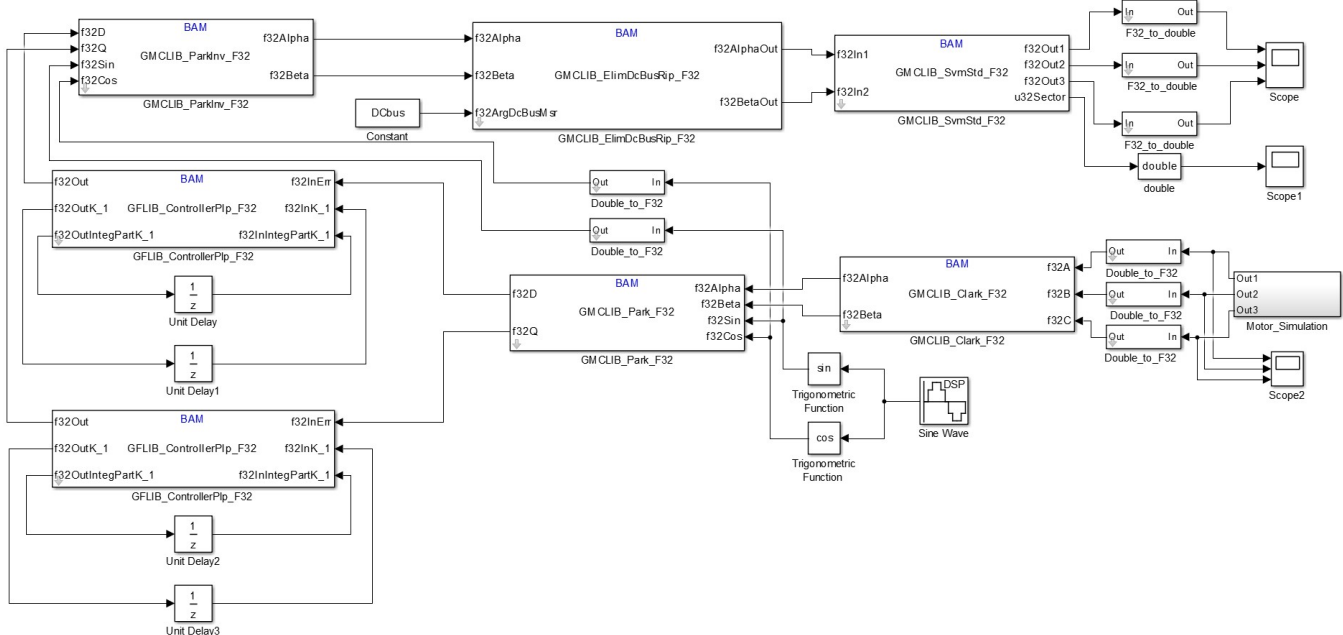 BAM
f32D
f32Q
f32Sin
f32Cos
GMCLIB_ParkInv_F32
f32Alpha
f32Beta
GMCLIB_ParkInv_F32
DCbus
Constant
BAM
f32Alpha
f32Beta
f32ArgDcBusMsr
GMCLIB_ElimDcBusRip_F32
f32AlphaOut
f32BetaOut
GMCLIB_ElimDcBusRip_F32
BAM
f32In1
f32In2
GMCLIB_SvmStd_F32
f32Out1
f32Out2
f32Out3
u32Sector
GMCLIB_SvmStd_F32
In Out
F32_to_double
In Out
F32_to_double
In Out
F32_to_double
double
double
Scope
Scope1
BAM
f32Out
f32OutK_1
f32OutIntegPartK_1
GFLIB_ControllerPIp_F32
f32InErr
f32InK_1
f32InIntegPartK_1
GFLIB_ControllerPIp_F32
1
z
Unit Delay
1
z
Unit Delay1
Out In
Double_to_F32
Out In
Double_to_F32
BAM
f32D
f32Q
GMCLIB_Park_F32
f32Alpha
f32Beta
f32Sin
f32Cos
GMCLIB_Park_F32
BAM
f32Alpha
f32Beta
GMCLIB_Clark_F32
f32A
f32B
f32C
GMCLIB_Clark_F32
Out In
Double_to_F32
Out In
Double_to_F32
Out In
Double_to_F32
Out1
Out2
Out3
Motor_Simulation
Scope2
sin
Trigonometric
Function
cos
Trigonometric
Function
DSP
Sine Wave
BAM
f32Out
f32OutK_1
f32OutIntegPartK_1
GFLIB_ControllerPIp_F32
f32InErr
f32InK_1
f32InIntegPartK_1
GFLIB_ControllerPIp_F32
1
z
Unit Delay2
1
z
Unit Delay3